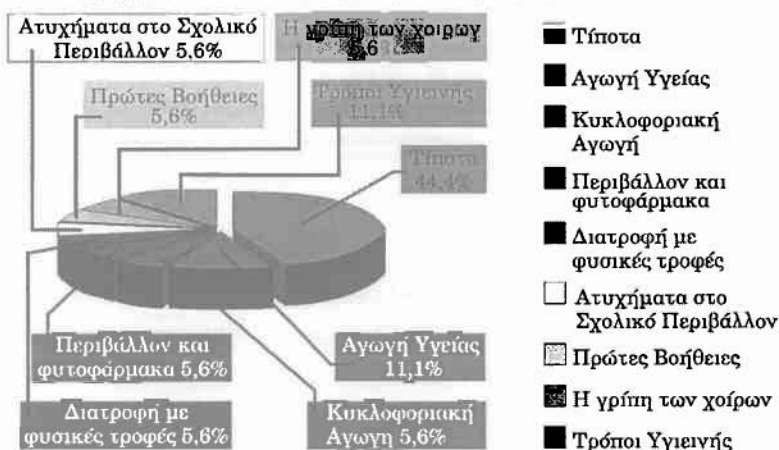 Ατυχήματα στο Σχολικό
Περιβάλλον 5,6%
Η γρίπη των χοίρων
5,6
Πρώτες Βοήθειες
5,6%
Τρόποι Υγιεινής
11,1%
Τίποτα
44,4%
Περιβάλλον και
φυτοφάρμακα 5,6%
Αγωγή Υγείας
11,1%
Διατροφή με
φυσικές τροφές 5,6%
Κυκλοφοριακή
Αγωγη 5,6%
Τίποτα
Αγωγή Υγείας
Κυκλοφοριακή
Αγωγή
Περιβάλλον και
φυτοφάρμακα
Διατροφή με
φυσικές τροφές
Ατυχήματα στο
Σχολικό Περιβάλλον
Πρώτες Βοήθειες
Η γρίπη των χοίρων
Τρόποι Υγιεινής